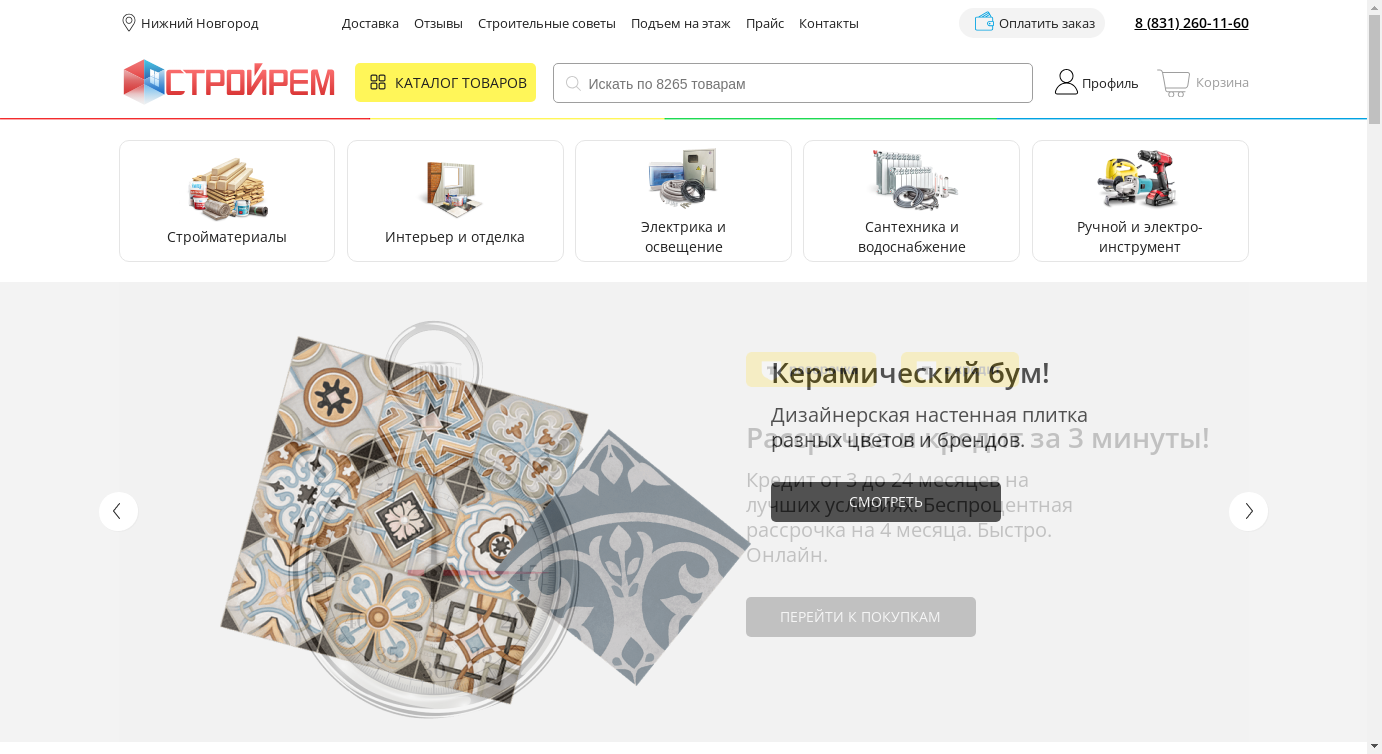 Нижний Новгород
Доставка
Отзывы
Строительные советы
Подъем на этаж
Прайс
Контакты
Оплатить заказ
8 (831) 260-11-60
СТРОЙРЕМ
КАТАЛОГ ТОВАРОВ
Искать по 8265 товарам
Профиль
Корзина
Стройматериалы
Интерьер и отделка
Электрика и
освещение
Сантехника и
водоснабжение
Ручной и электро-
инструмент
Керамический бум!
Дизайнерская настенная плитка
разных цветов и брендов.
СМОТРЕТЬ
Рассрочка и кредит за 3 минуты!
Кредит от 3 до 24 месяцев на
лучших условиях. Беспроцентная
рассрочка на 4 месяца. Быстро.
Онлайн.
ПЕРЕЙТИ К ПОКУПКАМ